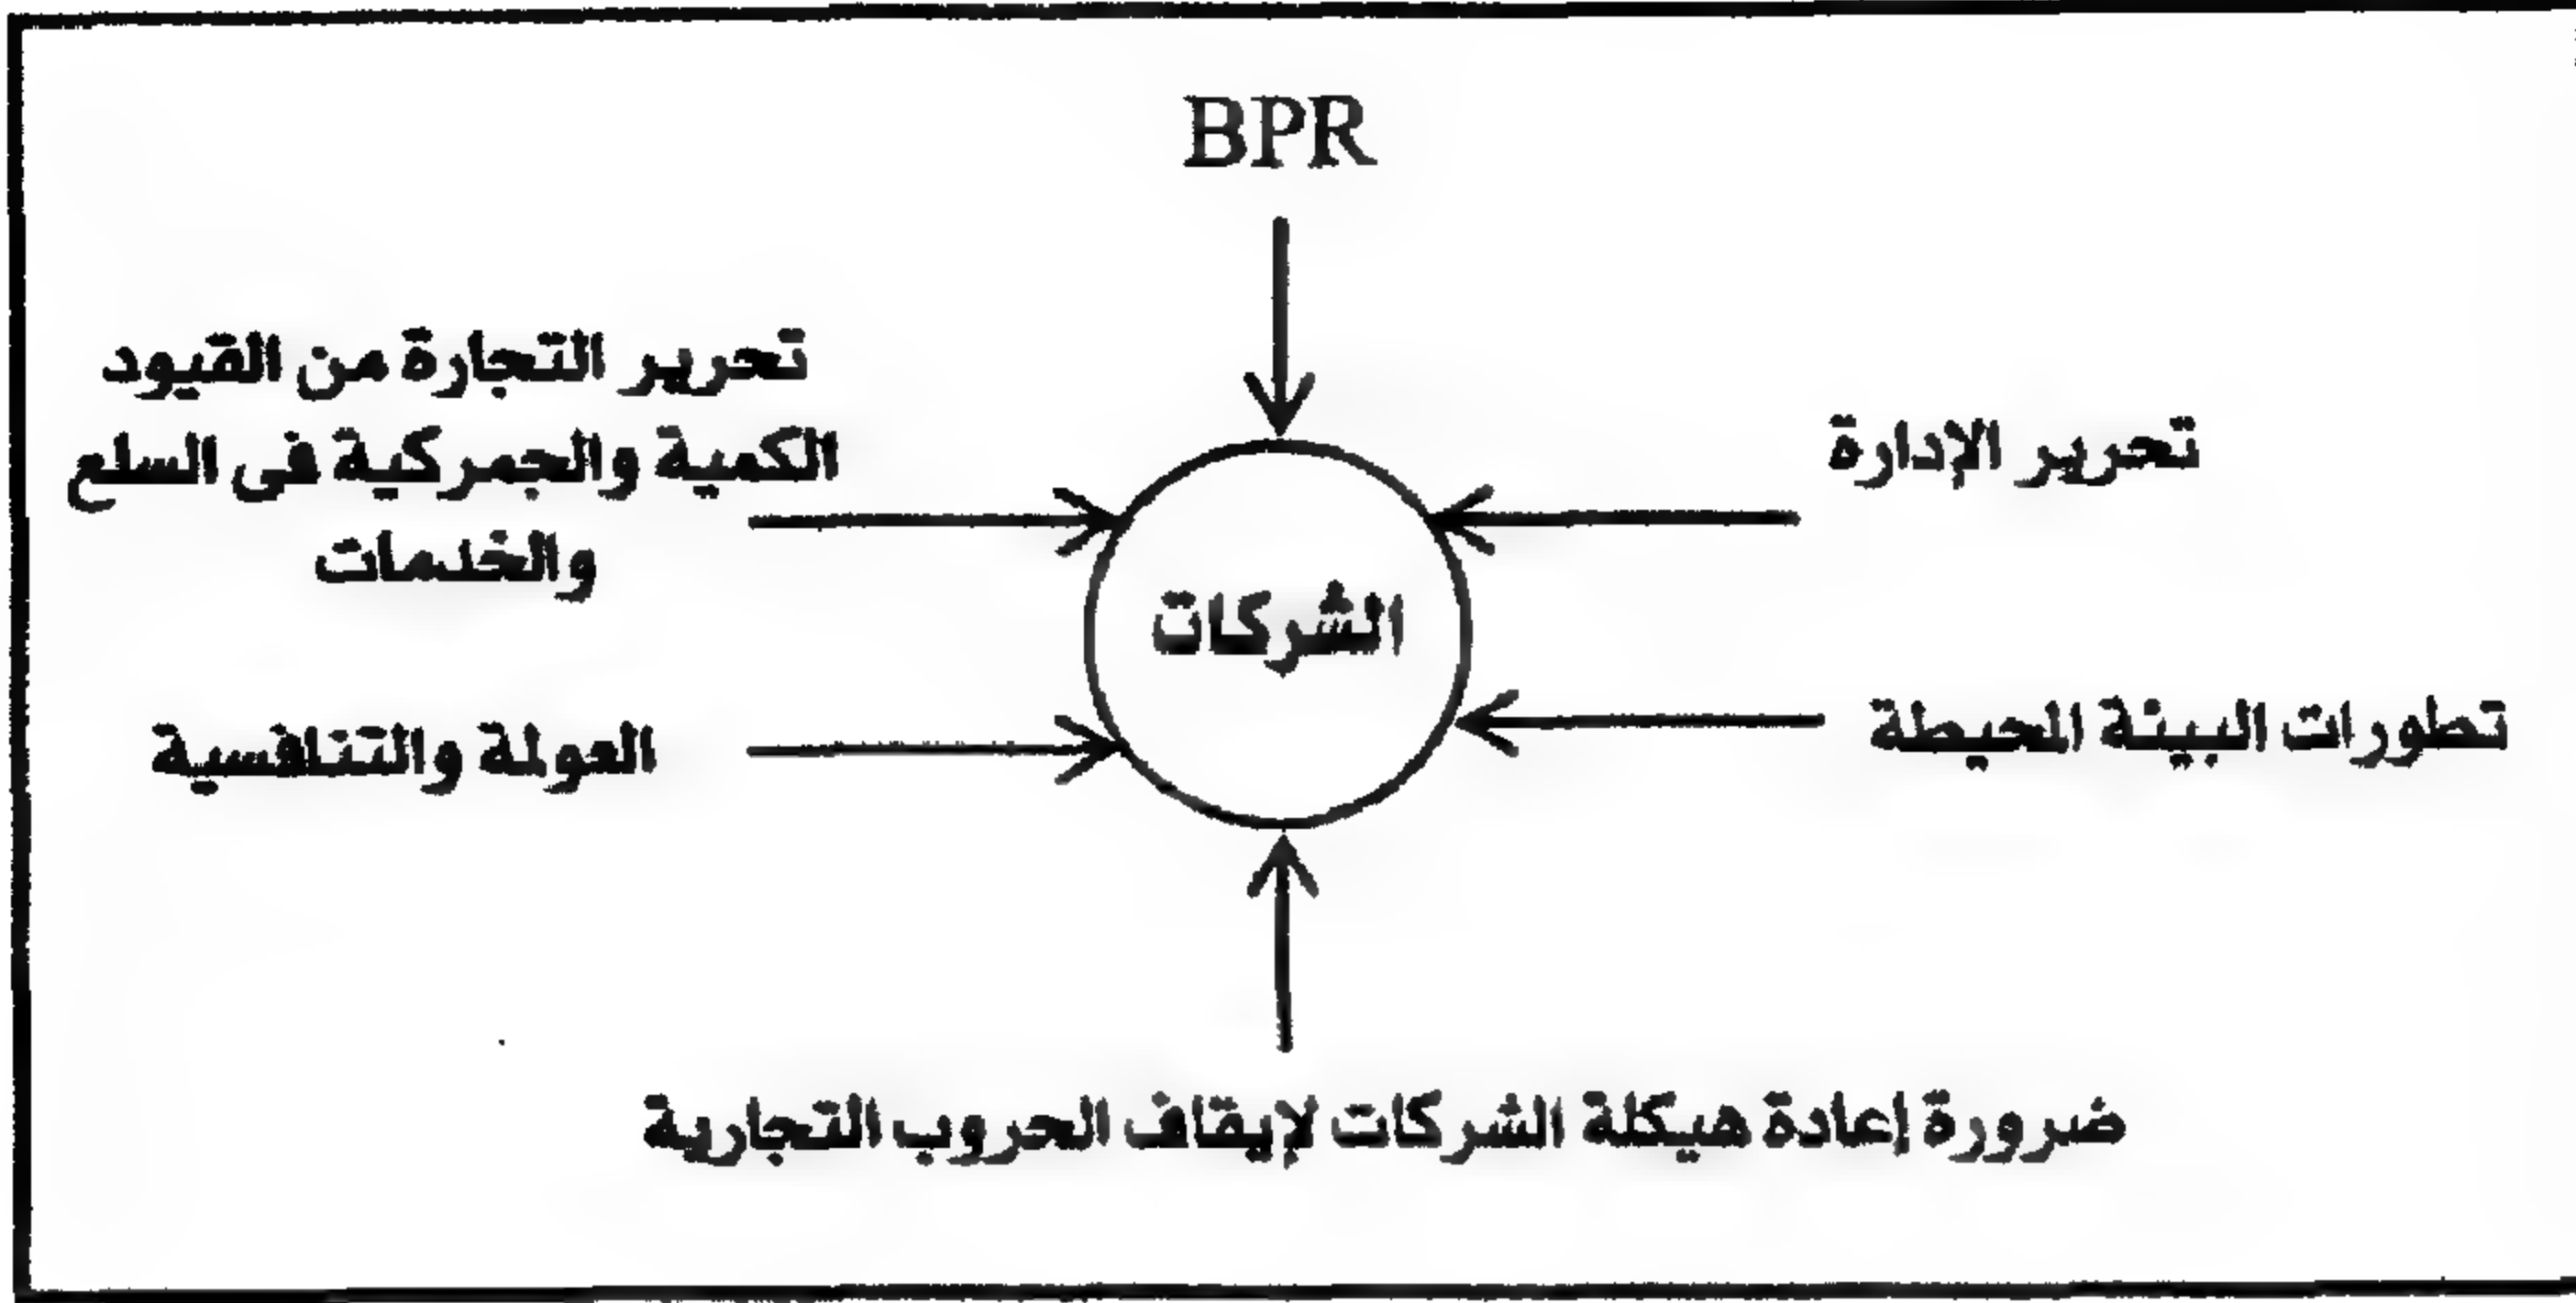 BPR
تحرير الإدارة
تحرير التجارة من القيود
الكمية والجمركية فى السلع
والخدمات
الشركات
تطورات البيئة المحيطة
العولمة والتنافسية
ضرورة إعادة هيكلة الشركات لإيقاف الحروب التجارية